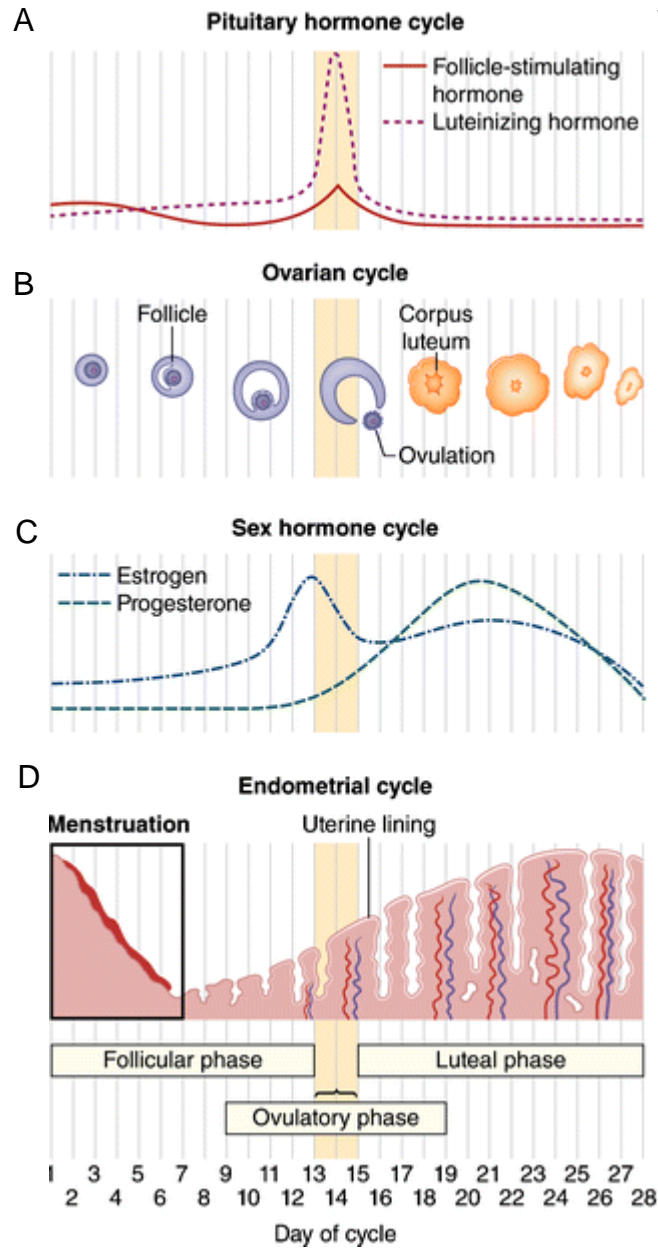 A
Pituitary hormone cycle
Follicle-stimulating
hormone
Luteinizing hormone
B
Ovarian cycle
Follicle
Corpus
luteum
Ovulation
C
Sex hormone cycle
Estrogen
Progesterone
D
Endometrial cycle
Menstruation
Uterine lining
Follicular phase
Luteal phase
Ovulatory phase
1 3 5 7 9 11 13 15 17 19 21 23 25 27
2 4 6 8 10 12 14 16 18 20 22 24 26 28
Day of cycle